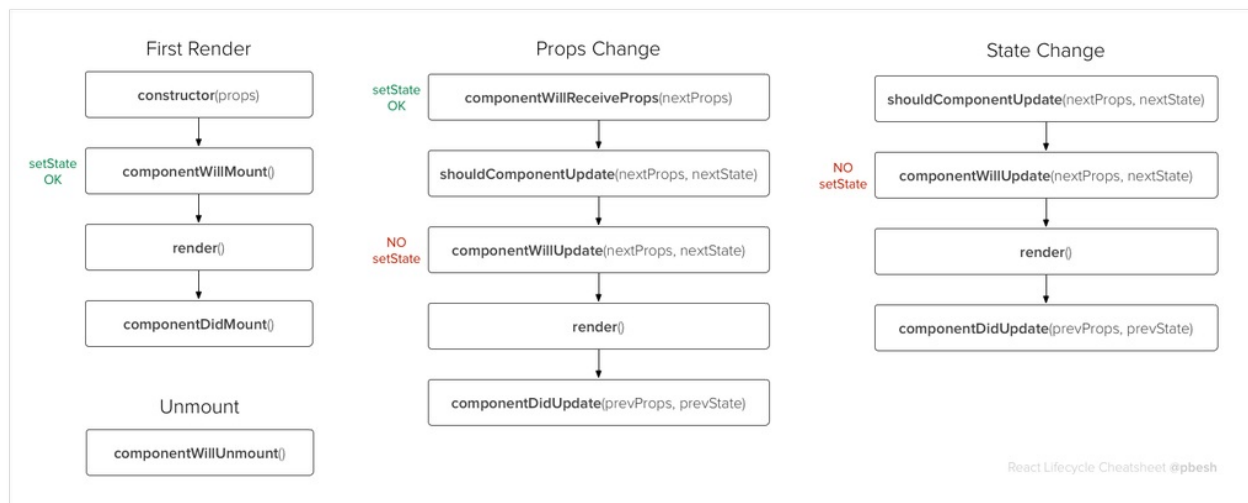 First Render
constructor(props)
setState
OK
componentWillMount()
render()
componentDidMount()
Unmount
componentWillUnmount()
Props Change
setState
OK
componentWillReceiveProps(nextProps)
shouldComponentUpdate(nextProps, nextState)
NO
setState
componentWillUpdate(nextProps, nextState)
render()
componentDidUpdate(prevProps, prevState)
State Change
shouldComponentUpdate(nextProps, nextState)
NO
setState
componentWillUpdate(nextProps, nextState)
render()
componentDidUpdate(prevProps, prevState)
React Lifecycle Cheatsheet @pbesh